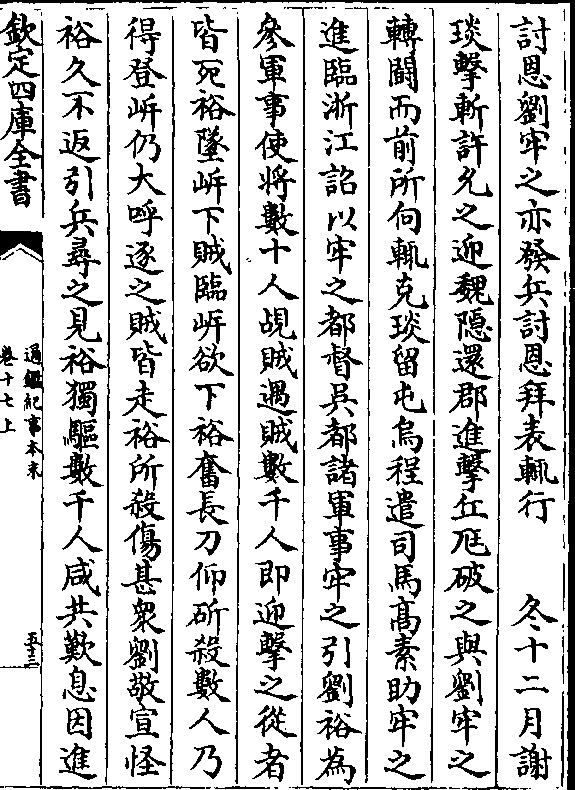 討恩劉牢之亦發兵討恩拜表輒行　　冬十二月謝
琰擊斬許允之迎魏隱還郡進擊丘尫破之與劉牢之
轉鬬而前所向輒克琰留屯烏程遣司馬高素助牢之
進臨浙江詔以牢之都督吳郡諸軍事牢之引劉裕為
參軍事使將數十人覘賊遇賊數千人即迎擊之從者
皆死裕墜㟁下賊臨㟁欲下裕奮長刀仰斫殺數人乃
得登㟁仍大呼逐之賊皆走裕所殺傷甚衆劉敬宣怪
裕久不返引兵尋之見裕獨驅數千人咸共歎息因進
欽定四庫全書
通鑑紀事本末
卷十七上
五十三